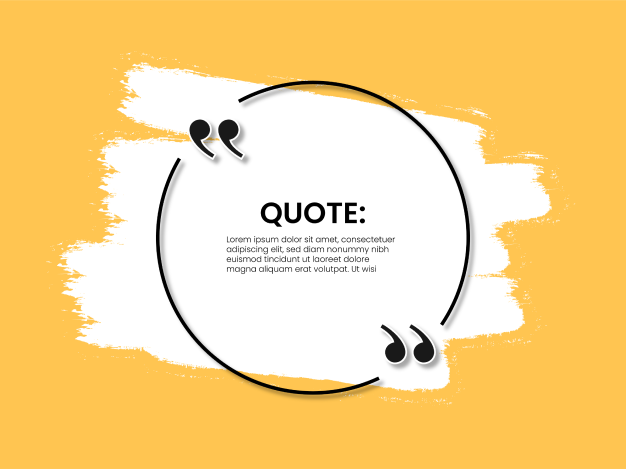 QUOTE:
Lorem ipsum dolor sit amet, consectetuer
adipiscing elit, sed diam nonummy nibh
euismod tincidunt ut laoreet dolore
magna aliquam erat volutpat. Ut wisi